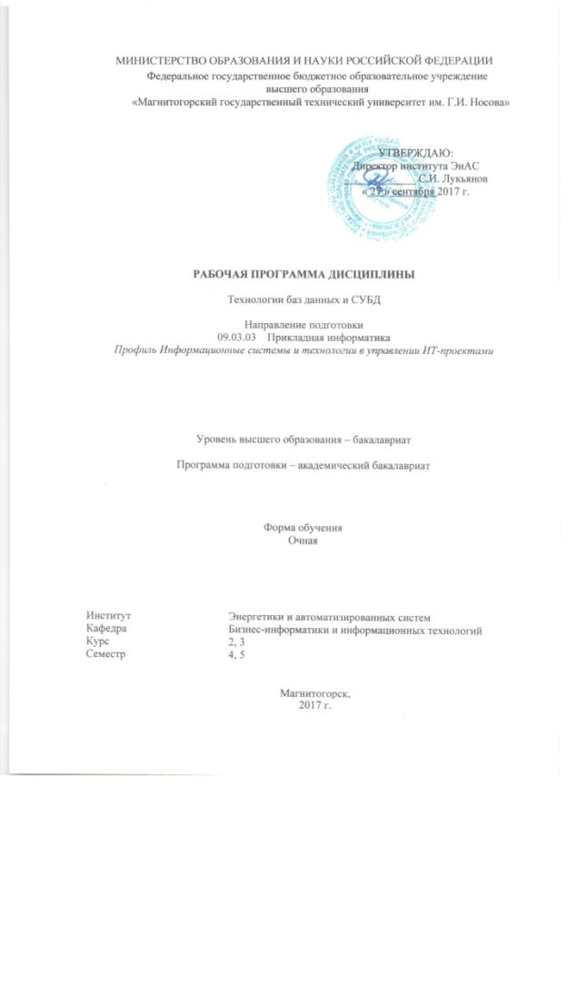 МИНИСТЕРСТВО ОБРАЗОВАНИЯ И НАУКИ РОССИЙСКОЙ ФЕДЕРАЦИИ
Федеральное государственное бюджетное образовательное учреждение
высшего образования
«Магнитогорский государственный технический университет им. Г.И. Носова»
УТВЕРЖДАЮ:
Директор института ЭиАС
С.И. Лукьянов
« 27 » сентября 2017 г.
РАБОЧАЯ ПРОГРАММА ДИСЦИПЛИНЫ
Технологии баз данных и СУБД
Направление подготовки
09.03.03 Прикладная информатика
Профиль Информационные системы и технологии в управлении ИТ-проектами
Уровень высшего образования – бакалавриат
Программа подготовки – академический бакалавриат
Форма обучения
Очная
Институт Энергетики и автоматизированных систем
Кафедра Бизнес-информатики и информационных технологий
Курс 2, 3
Семестр 4, 5
Магнитогорск,
2017 г.